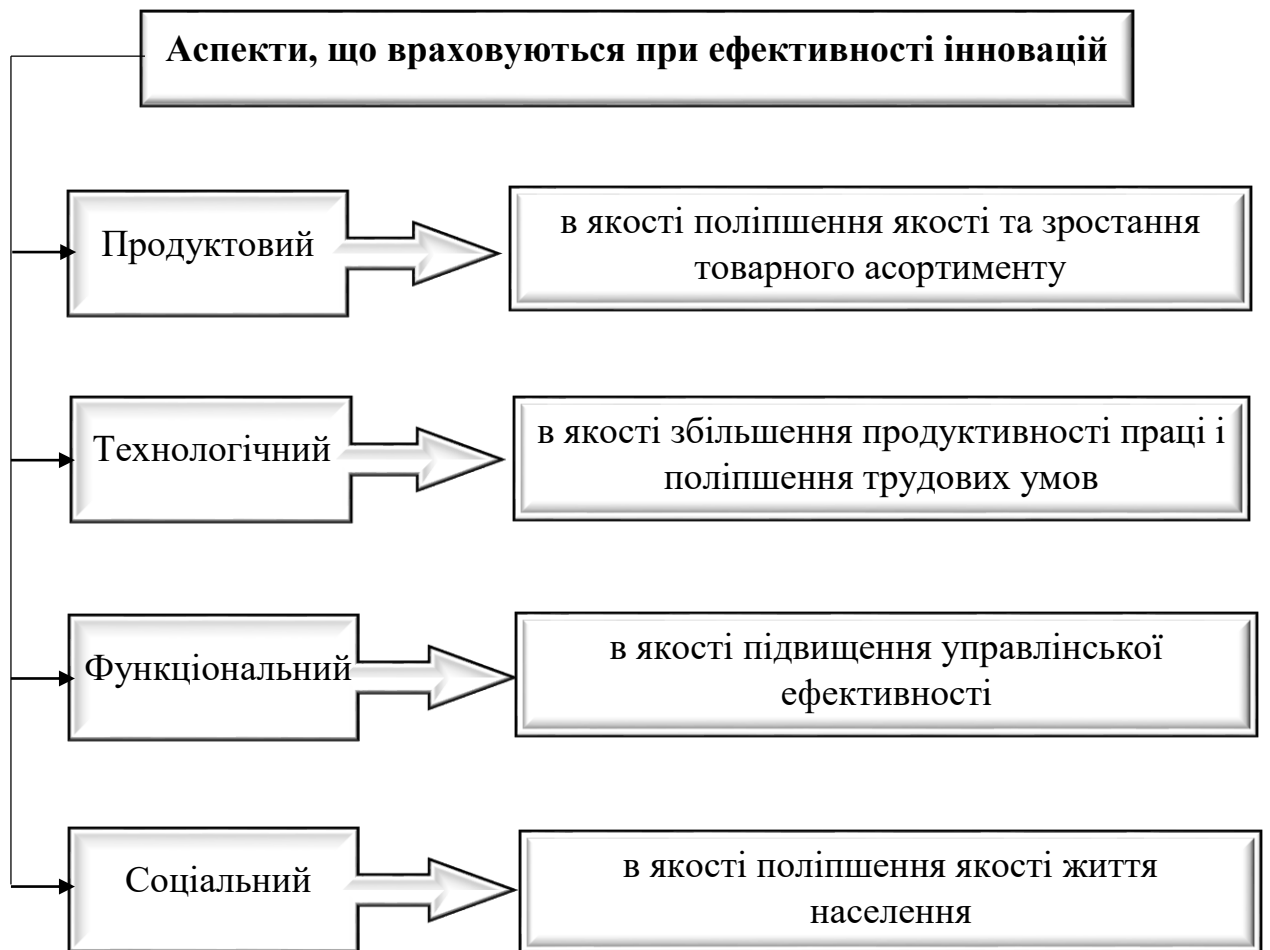 Аспекти, що враховуються при ефективності інновацій
Продуктовий
в якості поліпшення якості та зростання
товарного асортименту
Технологічний
в якості збільшення продуктивності праці і
поліпшення трудових умов
Функціональний
в якості підвищення управлінської
ефективності
Соціальний
в якості поліпшення якості життя
населення